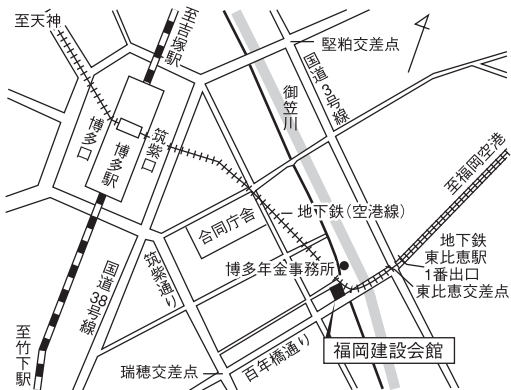 至天神
至吉塚駅
堅粕交差点
国道3号線
御笠川
博多口
博多駅
筑紫口
至福岡空港
地下鉄(空港線)
合同庁舎
筑紫通り
博多年金事務所
地下鉄
東比恵駅
1番出口
東比恵交差点
国道38号線
至竹下駅
福岡建設会館
百年橋通り
瑞穂交差点